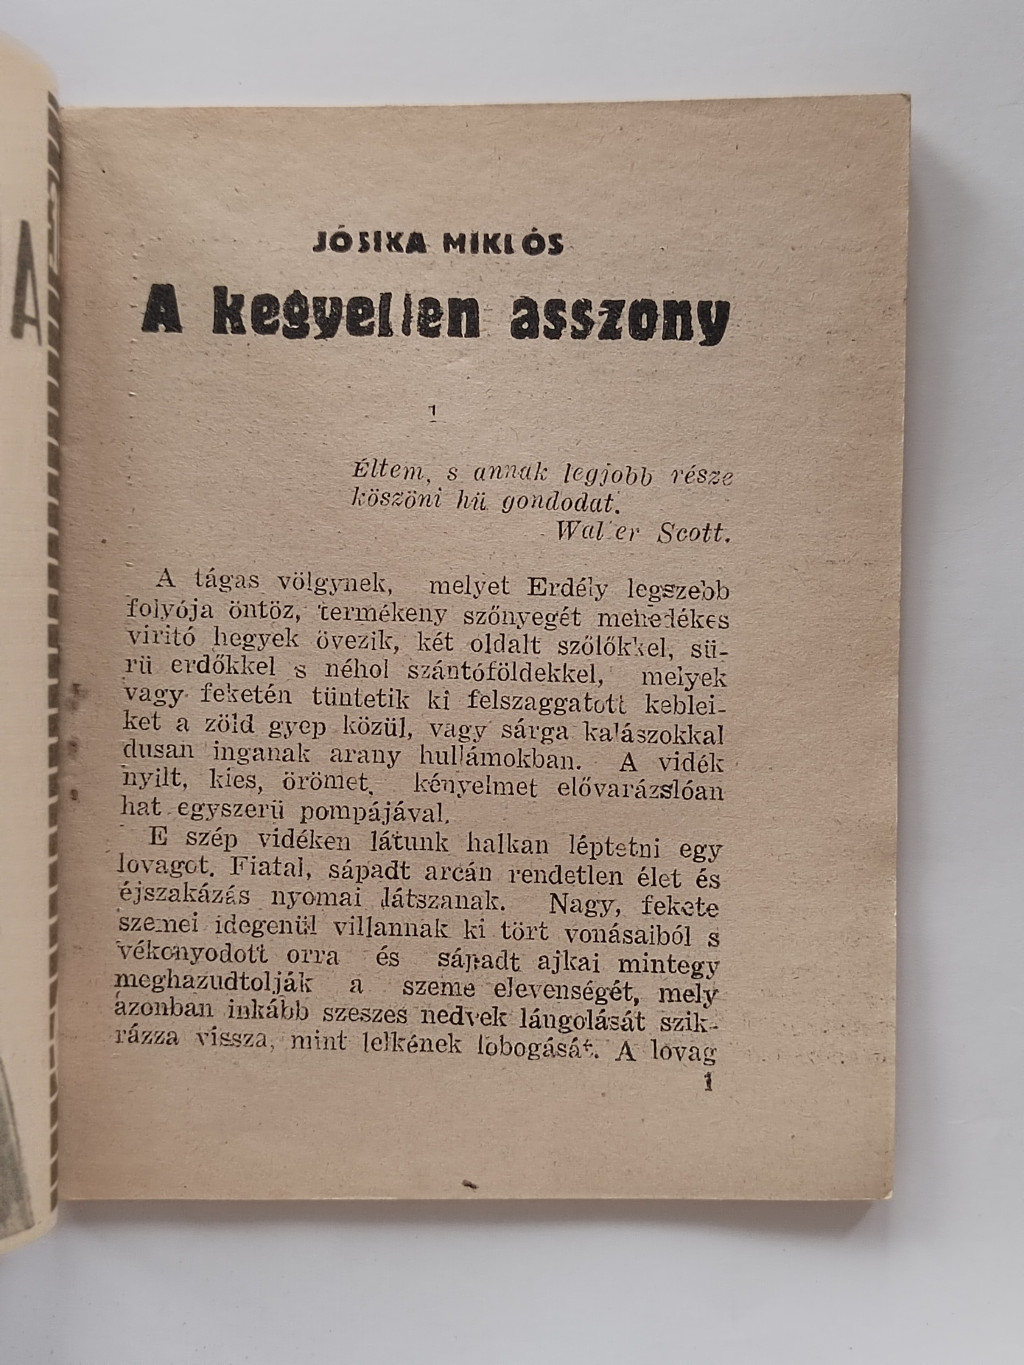 A
JÓSIKA MIKLÓS
A kegyetlen asszony
1
Éltem, s annak legjobb része
köszöni hü gondodat.
Walter Scott.
A tágas völgynek, melyet Erdély legszebb
folyója öntöz, termékeny szőnyegét menedékes
viritó hegyek övezik, két oldalt szőlőkkel, sü-
rü erdőkkel s néhol szántóföldekkel, melyek
vagy feketén tüntetik ki felszaggatott keblei-
ket a zöld gyep közül, vagy sárga kalászokkal
dusan inganak arany hullámokban. A vidék
nyilt, kies, örömet, kényelmet elővarázslóan
hat egyszerü pompájával.
E szép vidéken látunk halkan léptetni egy
lovagot. Fiatal, sápadt arcán rendetlen élet és
éjszakázás nyomai látszanak. Nagy, fekete
szemei idegenül villannak ki tört vonásaiból s
vékonyodott orra és sápadt ajkai mintegy
meghazudtolják a szeme elevenségét, mely
azonban inkább szeszes nedvek lángolását szik-
rázza vissza, mint lelkének lobogását. A lovag
1